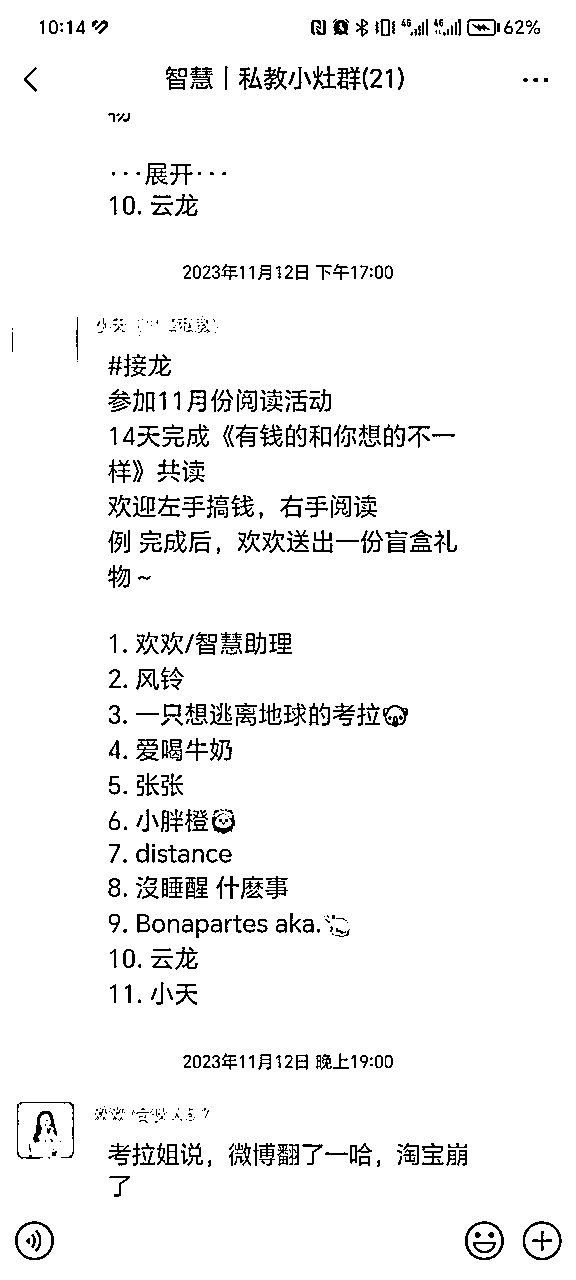 10:14
62%
智慧｜私教小灶群(21)
···展开···
10. 云龙
2023年11月12日 下午17:00
小天
#接龙
参加11月份阅读活动
14天完成《有钱的和你想的不一
样》共读
欢迎左手搞钱，右手阅读
例 完成后，欢欢送出一份盲盒礼
物～
1. 欢欢/智慧助理
2. 风铃
3. 一只想逃离地球的考拉🐨
4. 爱喝牛奶
5. 张张
6. 小胖橙
7. distance
8. 沒睡醒 什麽事
9. Bonapartes aka.
10. 云龙
11. 小天
2023年11月12日 晚上19:00
考拉姐说，微博翻了一哈，淘宝崩
了